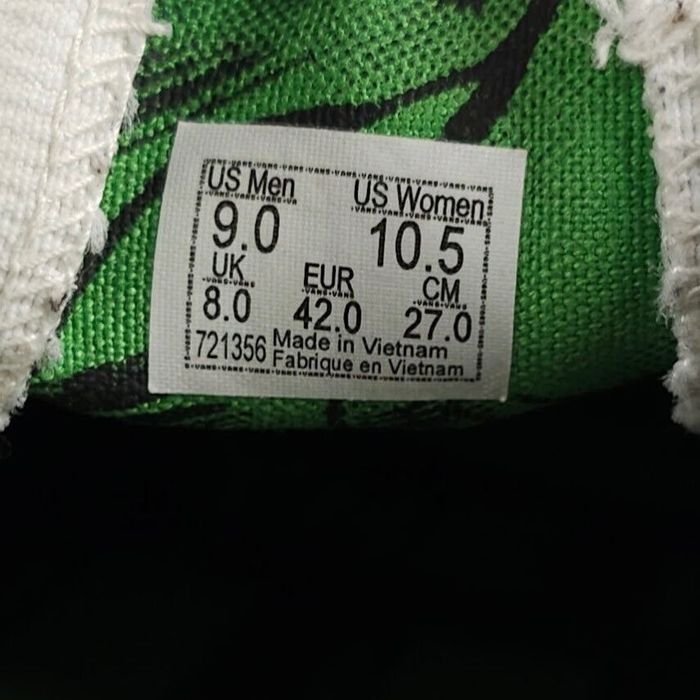 US Men US Women
9.0 10.5
UK EUR CM
8.0 42.0 27.0
721356 Made in Vietnam
Fabrique en Vietnam